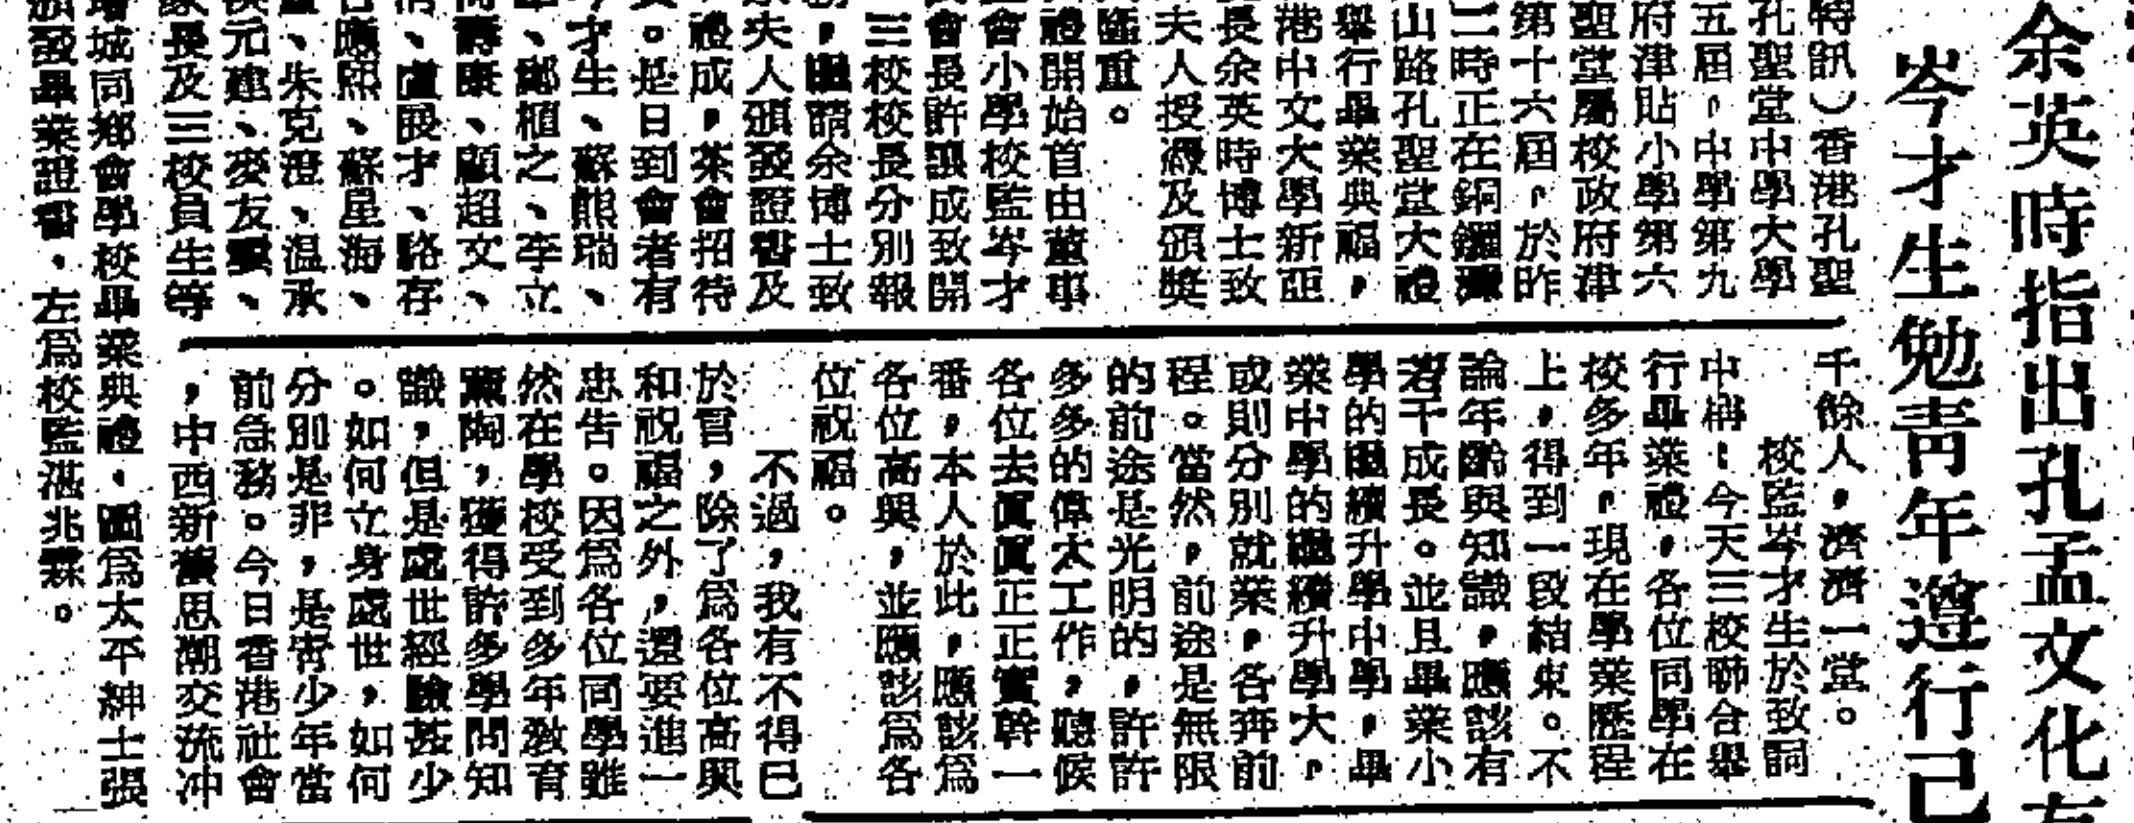 余英時指出孔孟文化有
岑才生勉青年遵行己
特訊）香港孔聖
孔聖堂中學大學
五屆，中學第九
府津貼小學第六
聖堂屬校政府津
第十六屆，於昨
二時正在銅鑼灣
山路孔聖堂大禮
舉行畢業典禮，
港中文大學新亞
長余英時博士致
夫人授憑及頒獎
隆重。
禮開始首由董事
會小學校監岑才
會長許讓成致開
三校校長分別報
，繼請余博士致
夫人頒發證書及
禮成，茶會招待
。是日到會者有
才生、蘇熊瑞、
、鄺植之、李立
壽康、顧超文、
、盧展才、駱存
應熙、蘇星海、
、朱克澄、温承
元建、麥友雲、
家長及三校員生等
千餘人，濟濟一堂。
校監岑才生於致詞
中稱：今天三校聯合舉
行畢業禮，各位同學在
校多年，現在學業歷程
上，得到一段結束。不
論年齡與知識，應該有
若干成長。並且畢業小
學的繼續升學中學，畢
業中學的繼續升學大，
或則分別就業，各奔前
程。當然，前途是無限
的前途是光明的，許許
多多的偉大工作，聽候
各位去眞眞正正實幹一
番，本人於此，應該爲
各位高興，並應該爲各
位祝福。
不過，我有不得已
於言，除了爲各位高興
和祝福之外，還要進一
忠告。因爲各位同學雖
然在學校受到多年教育
薰陶，獲得許多學問知
識，但是處世經驗甚少
。如何立身處世，如何
分別是非，是靑少年當
前急務。今日香港社會
，中西新舊思潮交流冲
增城同鄉會學校畢業典禮，圖爲太平紳士張
頒發畢業證書，左爲校監湛兆霖。